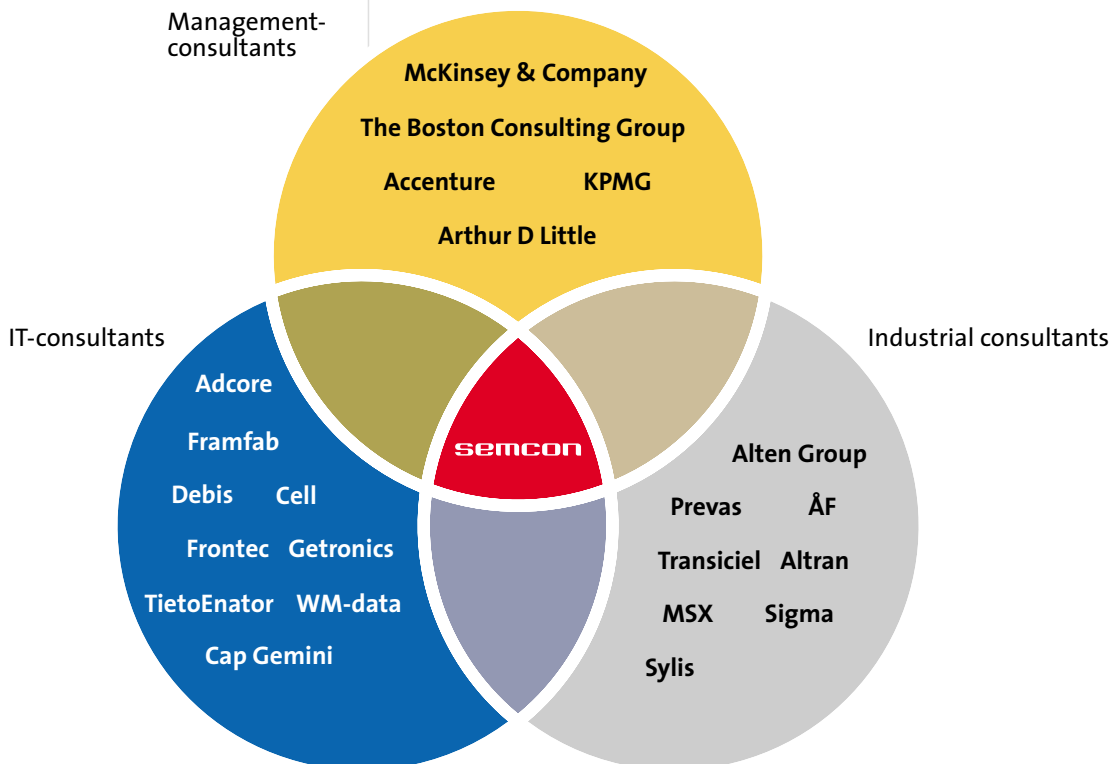 Management-
consultants
McKinsey & Company
The Boston Consulting Group
Accenture KPMG
Arthur D Little
IT-consultants
Industrial consultants
Adcore
Framfab
Debis Cell
Frontec Getronics
TietoEnator WM-data
Cap Gemini
semcon
Alten Group
Prevas ÅF
Transiciel Altran
MSX Sigma
Sylis